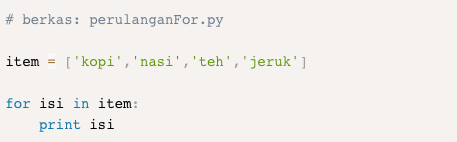 # berkas: perulanganFor.py
item = ['kopi','nasi','teh','jeruk']
for isi in item:
    print isi